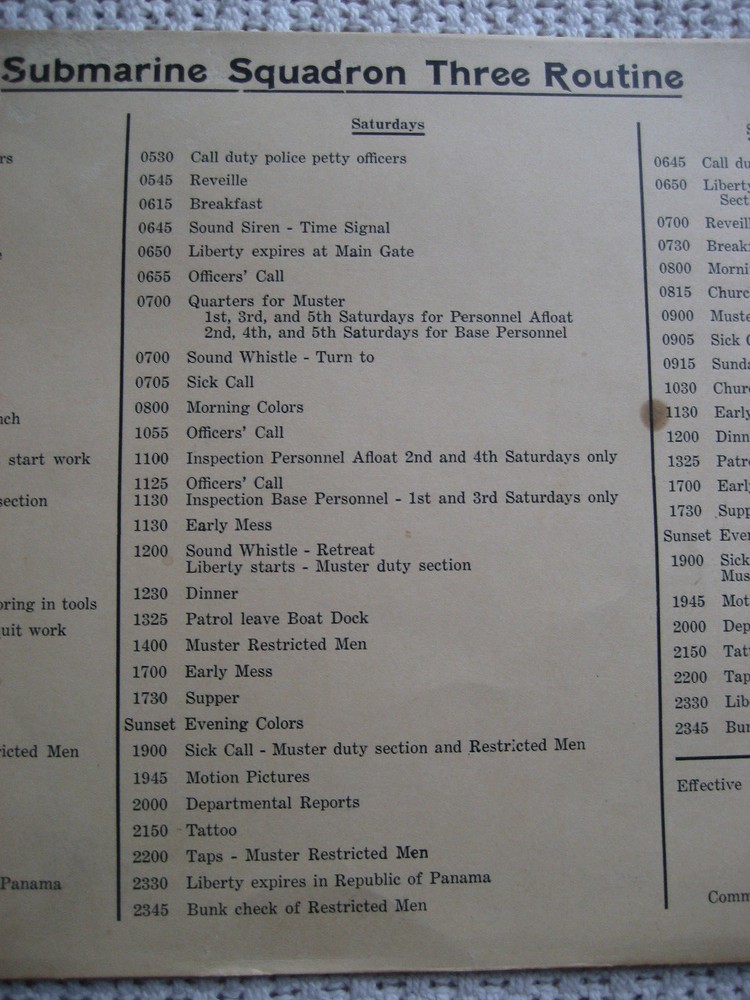 Submarine Squadron Three Routine
start work
section
in tools
work
Men
Panama
Saturdays
0530 Call duty police petty officers
0545 Reveille
0615 Breakfast
0645 Sound Siren - Time Signal
0650 Liberty expires at Main Gate
0655 Officers' Call
0700 Quarters for Muster
1st, 3rd, and 5th Saturdays for Personnel Afloat
2nd, 4th, and 5th Saturdays for Base Personnel
0700 Sound Whistle - Turn to
0705 Sick Call
0800 Morning Colors
1055 Officers' Call
1100 Inspection Personnel Afloat 2nd and 4th Saturdays only
1125 Officers' Call
1130 Inspection Base Personnel - 1st and 3rd Saturdays only
1130 Early Mess
1200 Sound Whistle - Retreat
Liberty starts - Muster duty section
1230 Dinner
1325 Patrol leave Boat Dock
1400 Muster Restricted Men
1700 Early Mess
1730 Supper
Sunset Evening Colors
1900 Sick Call - Muster duty section and Restricted Men
1945 Motion Pictures
2000 Departmental Reports
2150 Tattoo
2200 Taps - Muster Restricted Men
2330 Liberty expires in Republic of Panama
2345 Bunk check of Restricted Men
0645 Call
0650 Liberty
0700
0730
0800
0815
0900
0905 Sick
0915
1030
1130 Early
1200
1325
1700
1730
Sunset
1900 Sick
1945
2000
2150
2200
2330
2345
Effective